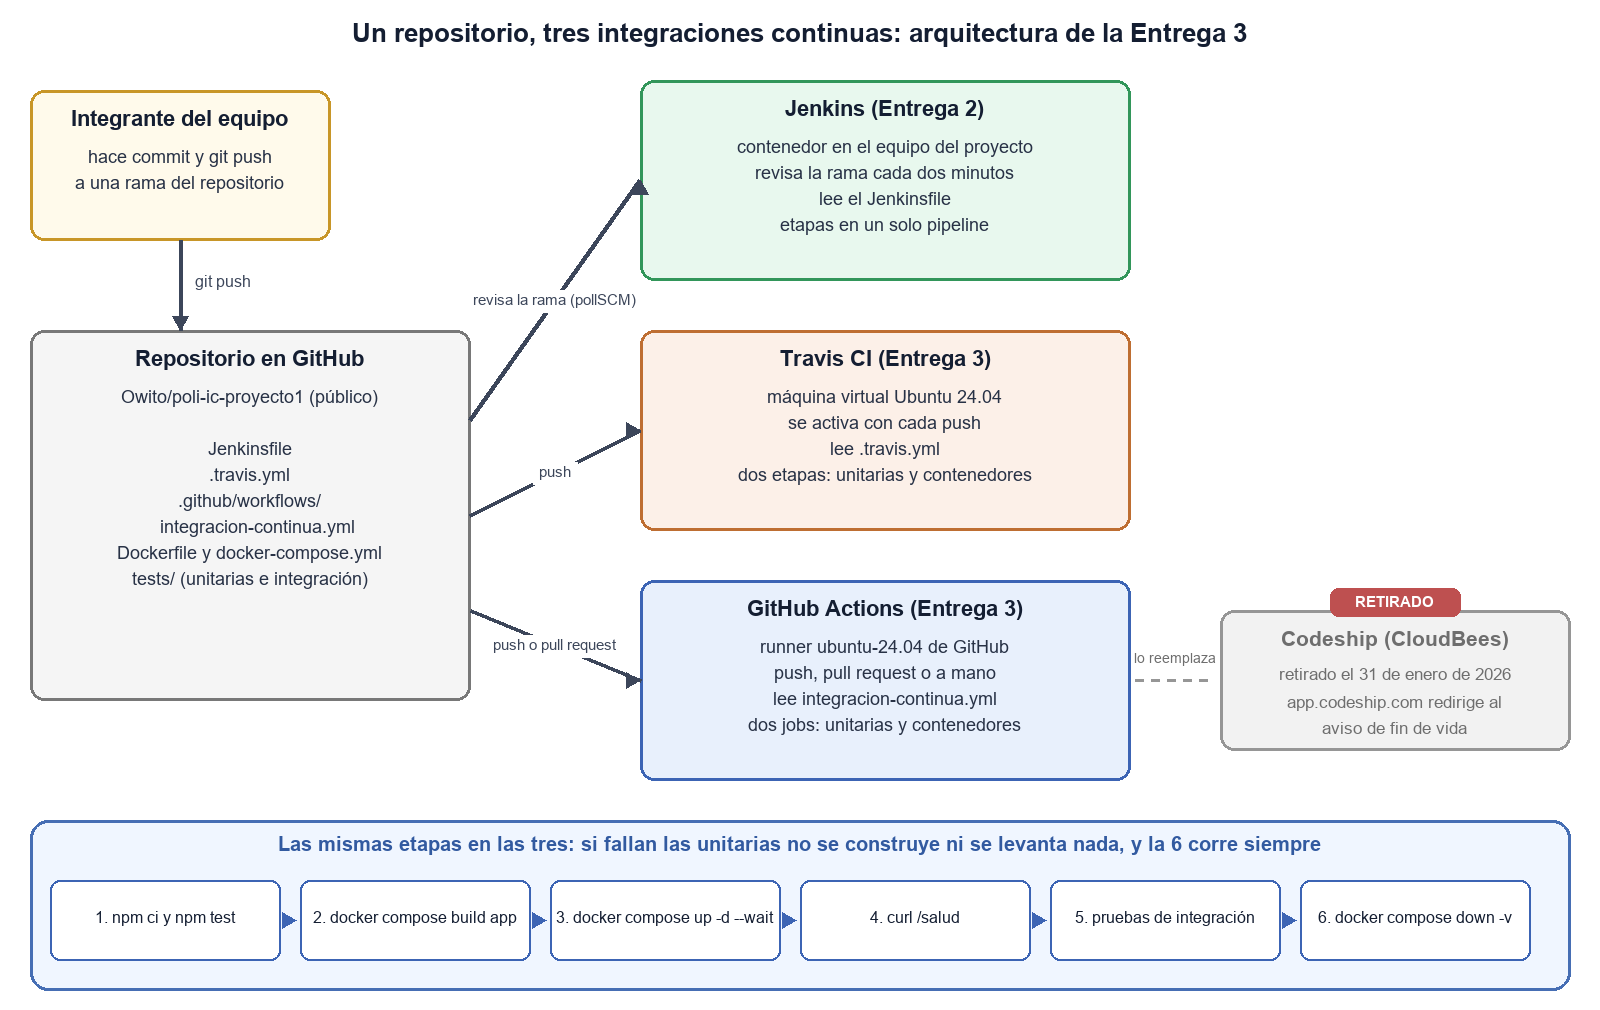 Un repositorio, tres integraciones continuas: arquitectura de la Entrega 3
Integrante del equipo
hace commit y git push
a una rama del repositorio
git push
Repositorio en GitHub
Owito/poli-ic-proyecto1 (público)
Jenkinsfile
.travis.yml
.github/workflows/
integracion-continua.yml
Dockerfile y docker-compose.yml
tests/ (unitarias e integración)
revisa la rama (pollSCM)
push
push o pull request
Jenkins (Entrega 2)
contenedor en el equipo del proyecto
revisa la rama cada dos minutos
lee el Jenkinsfile
etapas en un solo pipeline
Travis CI (Entrega 3)
máquina virtual Ubuntu 24.04
se activa con cada push
lee .travis.yml
dos etapas: unitarias y contenedores
GitHub Actions (Entrega 3)
runner ubuntu-24.04 de GitHub
push, pull request o a mano
lee integracion-continua.yml
dos jobs: unitarias y contenedores
lo reemplaza
RETIRADO
Codeship (CloudBees)
retirado el 31 de enero de 2026
app.codeship.com redirige al
aviso de fin de vida
Las mismas etapas en las tres: si fallan las unitarias no se construye ni se levanta nada, y la 6 corre siempre
1. npm ci y npm test
2. docker compose build app
3. docker compose up -d --wait
4. curl /salud
5. pruebas de integración
6. docker compose down -v